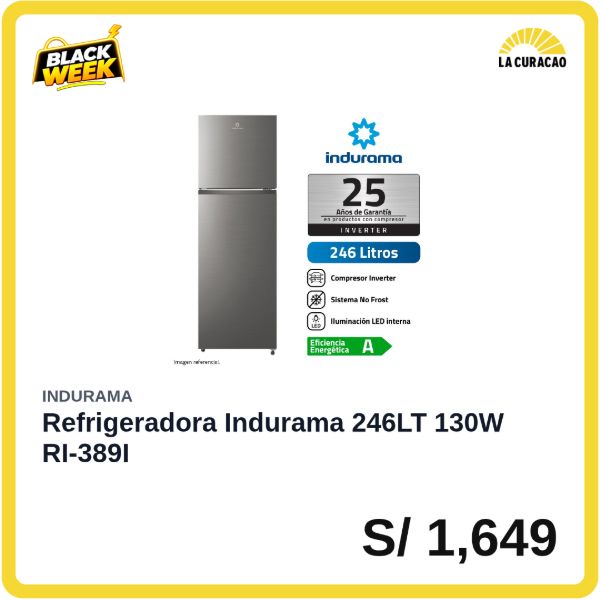 BLACK
WEEK
LA CURACAO
indurama
25
Años de Garantía
en productos con compresor
INVERTER
246 Litros
Compresor Inverter
Sistema No Frost
LED
Iluminación LED interna
Eficiencia
Energética
A
Imagen referencial.
INDURAMA
Refrigeradora Indurama 246LT 130W
RI-389I
S/ 1,649